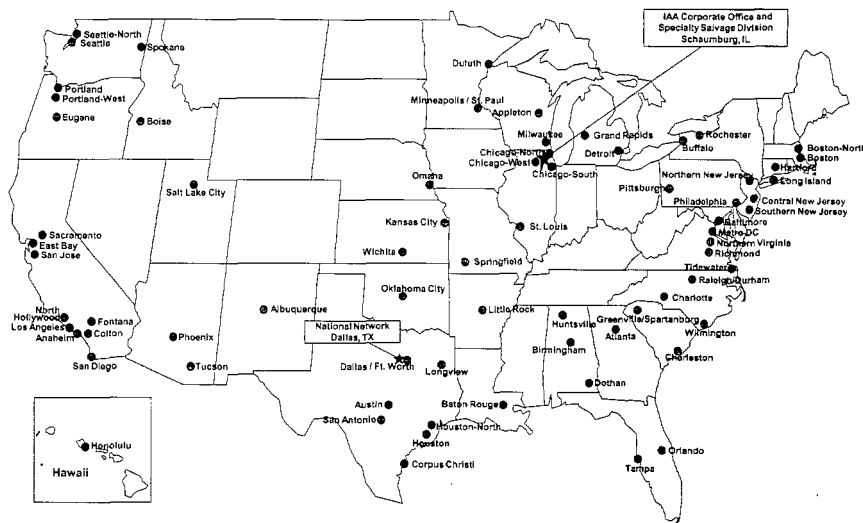 IAA Corporate Office and
Specialty Salvage Division
Schaumburg, IL
Seattle-North
Seattle
Spokane
Portland
Portland-West
Eugene
Boise
Duluth
Minneapolis / St. Paul
Appleton
Milwaukee
Grand Rapids
Chicago-North
Chicago-West
Detroit
Chicago-South
Rochester
Buffalo
Boston-North
Boston
Hartford
Long Island
Northern New Jersey
Pittsburgh
Philadelphia
Central New Jersey
Southern New Jersey
Baltimore
Metro DC
Northern Virginia
Richmond
Tidewater
Raleigh/Durham
Charlotte
Greenville/Spartanburg
Wilmington
Charleston
Salt Lake City
Omaha
Kansas City
St. Louis
Wichita
Springfield
Sacramento
East Bay
San Jose
North
Hollywood
Los Angeles
Anaheim
Fontana
Colton
San Diego
Phoenix
Tucson
Albuquerque
Oklahoma City
Little Rock
National Network
Dallas, TX
Dallas / Ft. Worth
Longview
Huntsville
Atlanta
Birmingham
Dothan
Austin
San Antonio
Baton Rouge
Houston-North
Houston
Corpus Christi
Orlando
Tampa
Honolulu
Hawaii